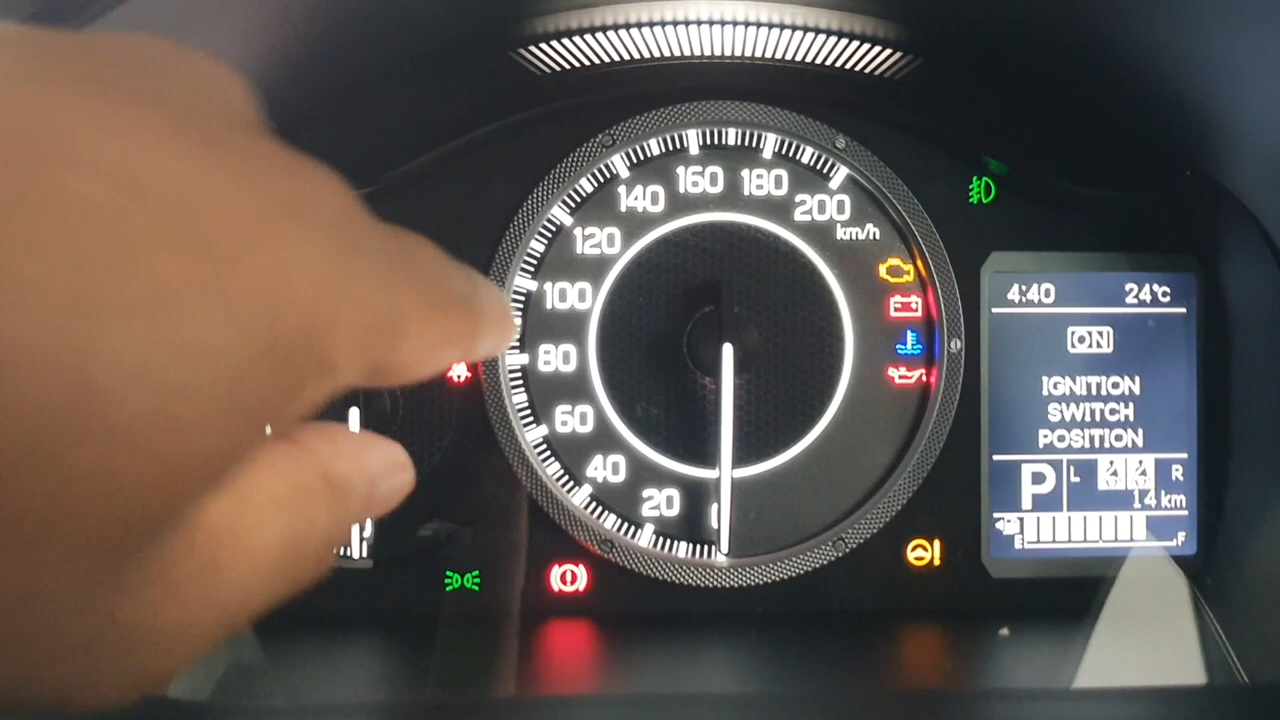 160 180
140 200
km/h
120
100
80
60
40
20
4:40 24°C
ON
IGNITION
SWITCH
POSITION
P L R
14 km
E F